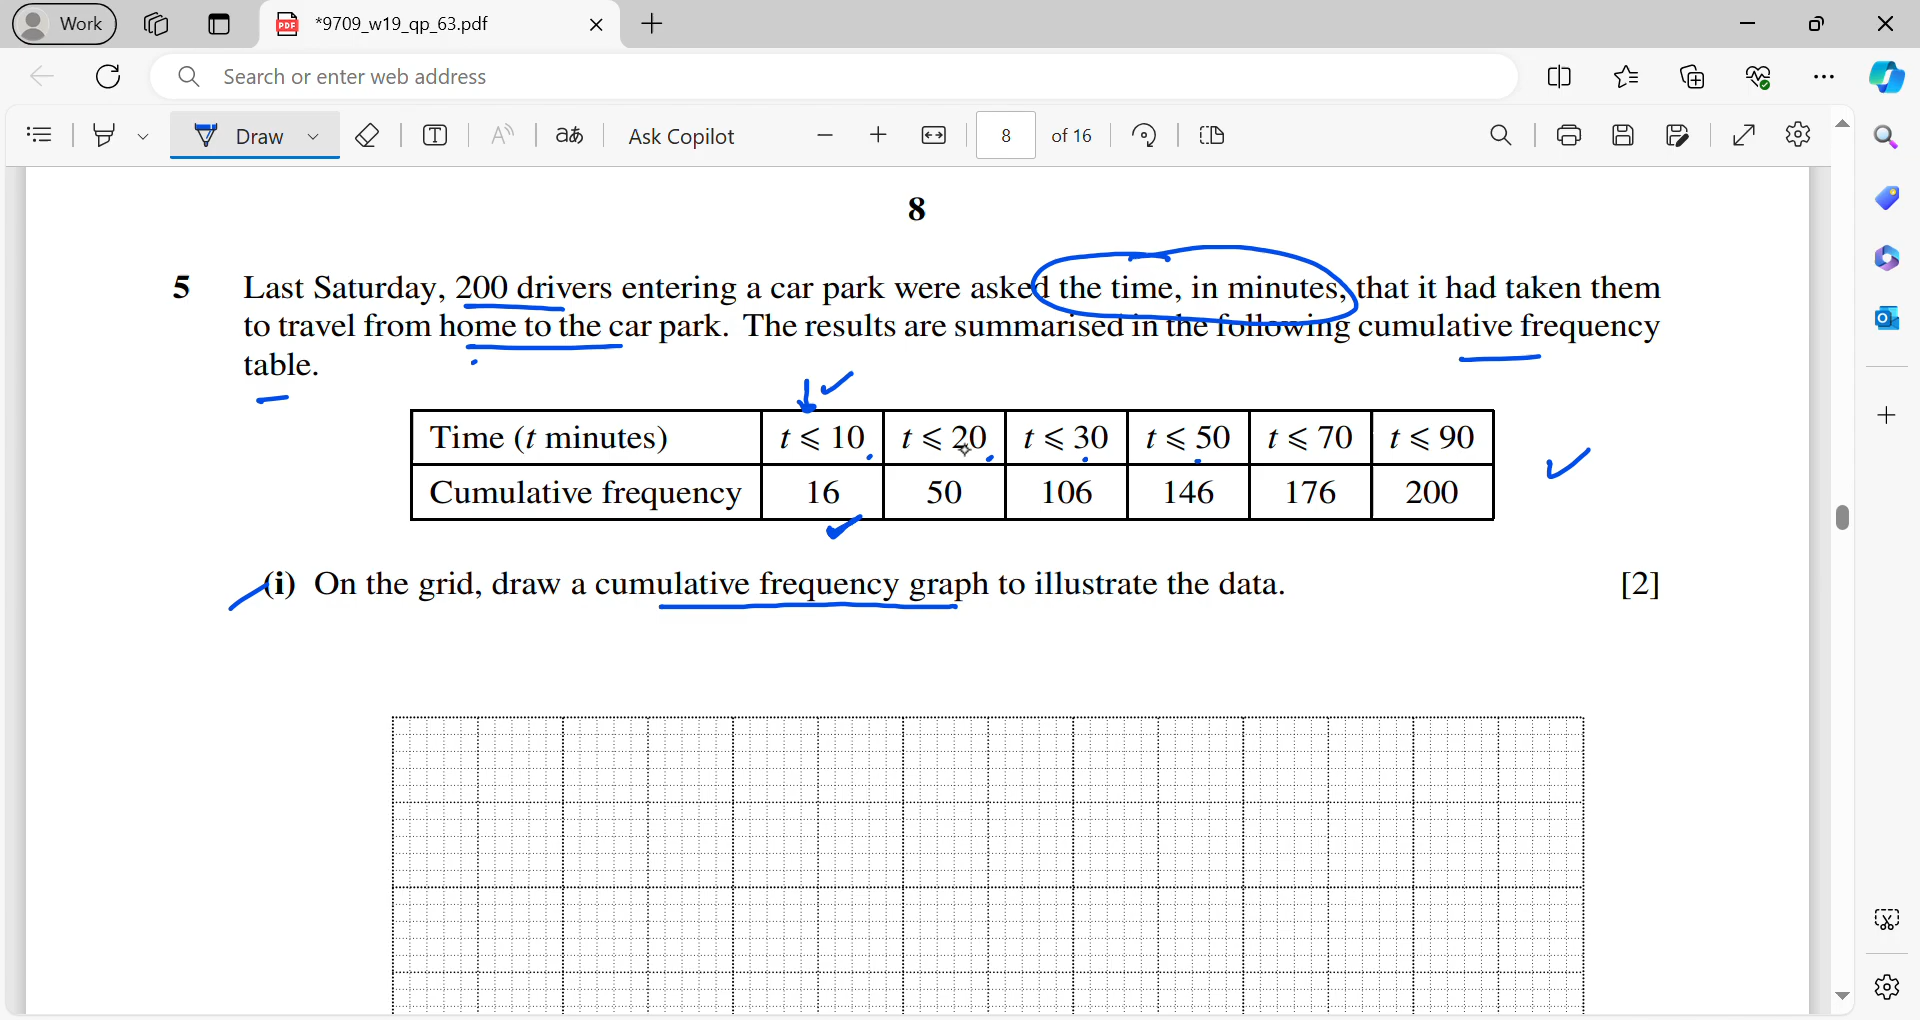 Work
*9709_w19_qp_63.pdf
Search or enter web address
Draw
T
A
aあ
Ask Copilot
8
of 16
8
5 Last Saturday, 200 drivers entering a car park were asked the time, in minutes, that it had taken them
to travel from home to the car park. The results are summarised in the following cumulative frequency
table.
Time (t minutes) t ⩽ 10 t ⩽ 20 t ⩽ 30 t ⩽ 50 t ⩽ 70 t ⩽ 90
Cumulative frequency 16 50 106 146 176 200
(i) On the grid, draw a cumulative frequency graph to illustrate the data. [2]